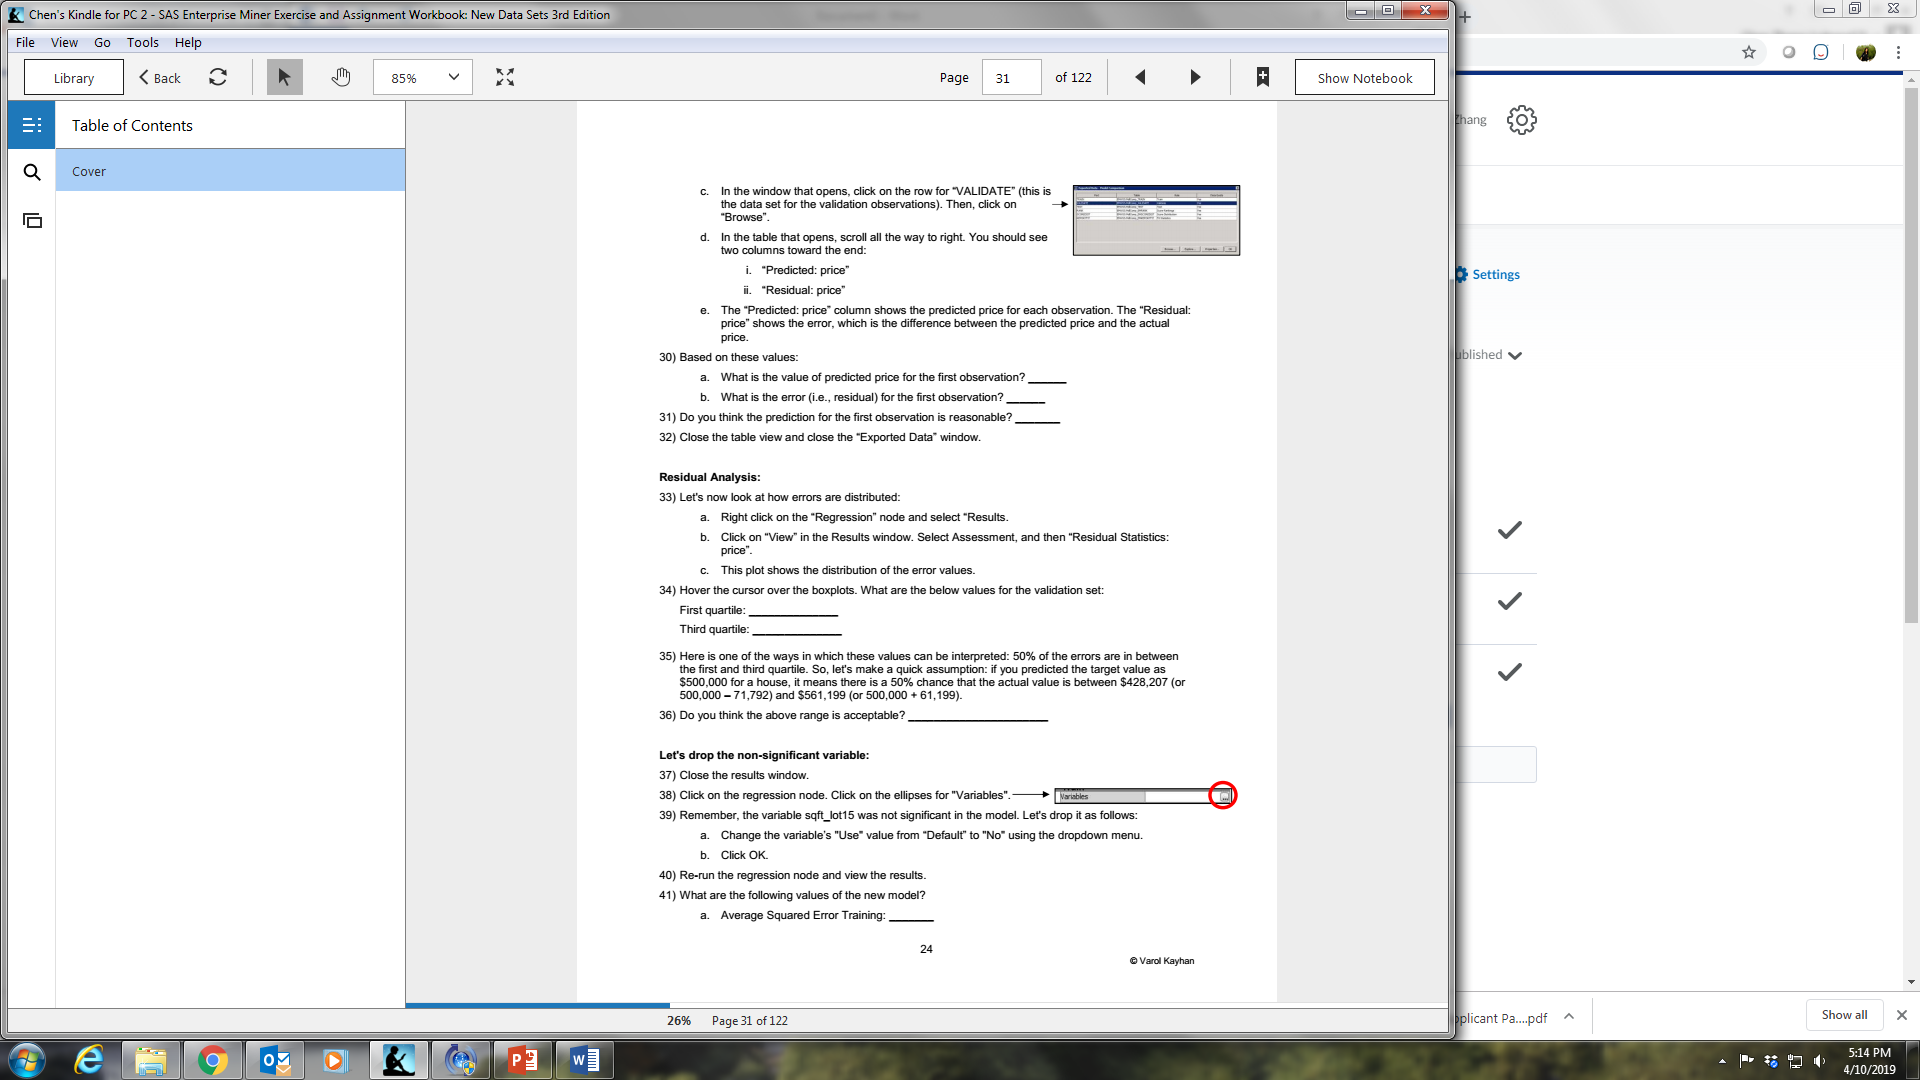 Chen's Kindle for PC 2 - SAS Enterprise Miner Exercise and Assignment Workbook: New Data Sets 3rd Edition
File View Go Tools Help
Library Back 85% Page 31 of 122 Show Notebook
Table of Contents
Cover
c. In the window that opens, click on the row for “VALIDATE” (this is
the data set for the validation observations). Then, click on
“Browse”.
d. In the table that opens, scroll all the way to right. You should see
two columns toward the end:
i. “Predicted: price”
ii. “Residual: price”
e. The “Predicted: price” column shows the predicted price for each observation. The “Residual:
price” shows the error, which is the difference between the predicted price and the actual
price.
30) Based on these values:
a. What is the value of predicted price for the first observation? ______
b. What is the error (i.e., residual) for the first observation? ______
31) Do you think the prediction for the first observation is reasonable? _______
32) Close the table view and close the “Exported Data” window.
Residual Analysis:
33) Let's now look at how errors are distributed:
a. Right click on the “Regression” node and select “Results.
b. Click on “View” in the Results window. Select Assessment, and then “Residual Statistics:
price”.
c. This plot shows the distribution of the error values.
34) Hover the cursor over the boxplots. What are the below values for the validation set:
First quartile: ______________
Third quartile: ______________
35) Here is one of the ways in which these values can be interpreted: 50% of the errors are in between
the first and third quartile. So, let's make a quick assumption: if you predicted the target value as
$500,000 for a house, it means there is a 50% chance that the actual value is between $428,207 (or
500,000 – 71,792) and $561,199 (or 500,000 + 61,199).
36) Do you think the above range is acceptable? ______________________
Let's drop the non-significant variable:
37) Close the results window.
38) Click on the regression node. Click on the ellipses for "Variables".
Variables ...
39) Remember, the variable sqft_lot15 was not significant in the model. Let's drop it as follows:
a. Change the variable's "Use" value from “Default” to "No" using the dropdown menu.
b. Click OK.
40) Re-run the regression node and view the results.
41) What are the following values of the new model?
a. Average Squared Error Training: _______
24
© Varol Kayhan
26% Page 31 of 122
Zhang
Settings
ublished
pplicant Pa....pdf
Show all
5:14 PM
4/10/2019